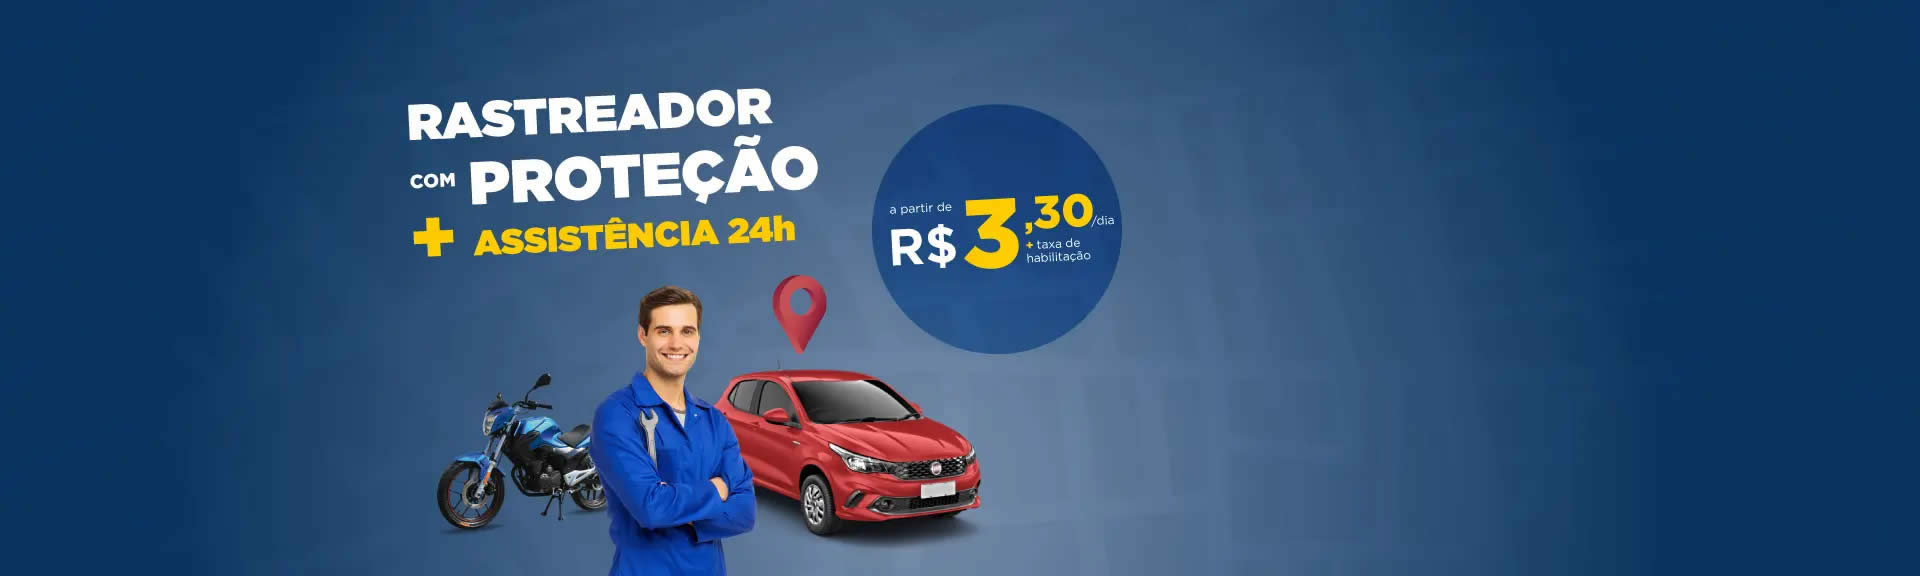 RASTREADOR
COM PROTEÇÃO
+ ASSISTÊNCIA 24h
a partir de
R$ 3,30/dia
+ taxa de
habilitação